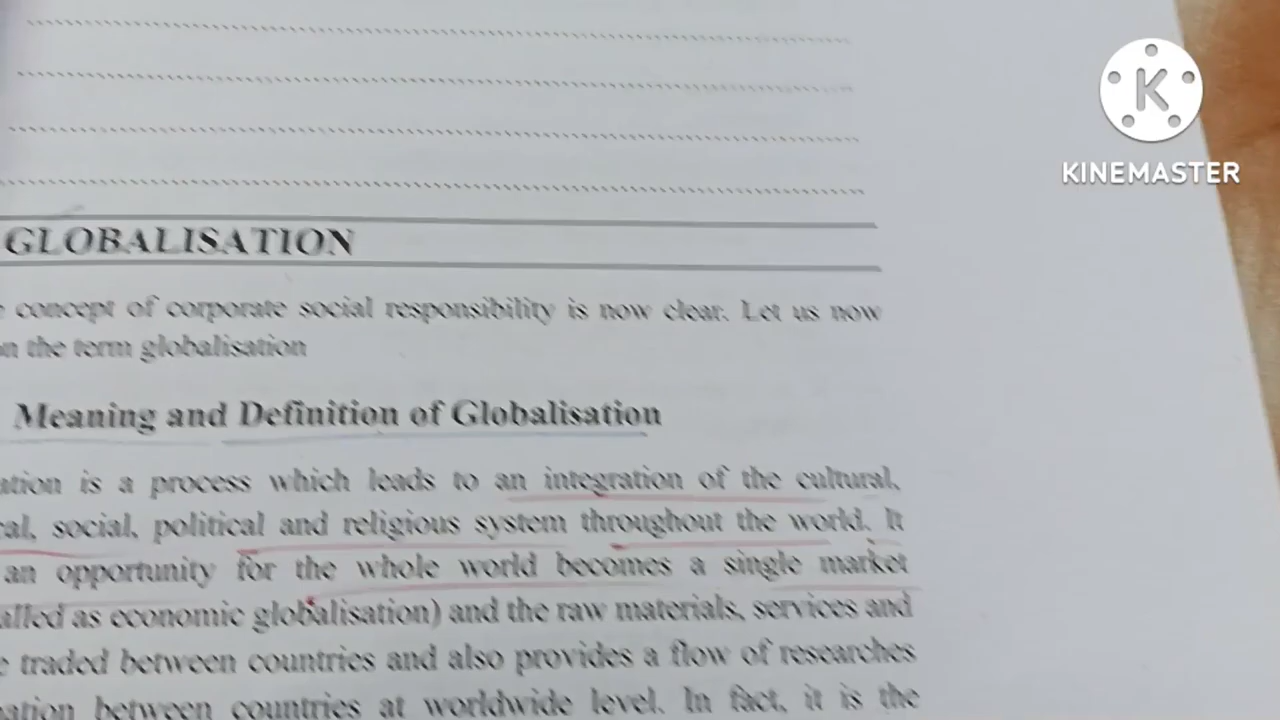 KINEMASTER
GLOBALISATION
concept of corporate social responsibility is now clear. Let us now
the term globalisation
Meaning and Definition of Globalisation
is a process which leads to an integration of the cultural,
social, political and religious system throughout the world. It
an opportunity for the whole world becomes a single market
as economic globalisation) and the raw materials, services and
traded between countries and also provides a flow of researches
between countries at worldwide level. In fact, it is the